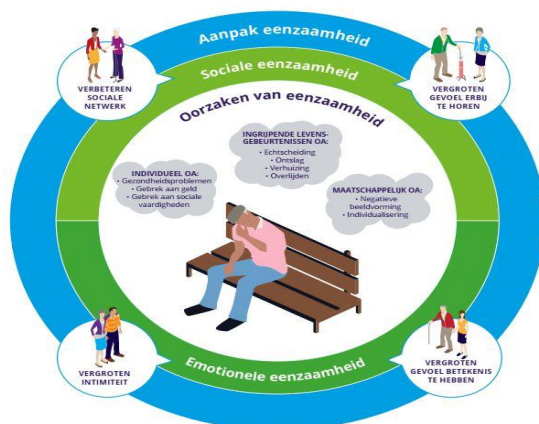 Aanpak eenzaamheid
Sociale eenzaamheid
Oorzaken van eenzaamheid
VERBETEREN
SOCIALE
NETWERK
VERGROTEN
GEVOEL ERBIJ
TE HOREN
INGRIJPENDE LEVENS-
GEBEURTENISSEN OA:
• Echtscheiding
• Ontslag
• Verhuizing
• Overlijden
INDIVIDUEEL OA:
• Gezondheidsproblemen
• Gebrek aan geld
• Gebrek aan sociale
vaardigheden
MAATSCHAPPELIJK OA:
• Negatieve
beeldvorming
• Individualisering
VERGROTEN
INTIMITEIT
VERGROTEN
GEVOEL BETEKENIS
TE HEBBEN
Emotionele eenzaamheid